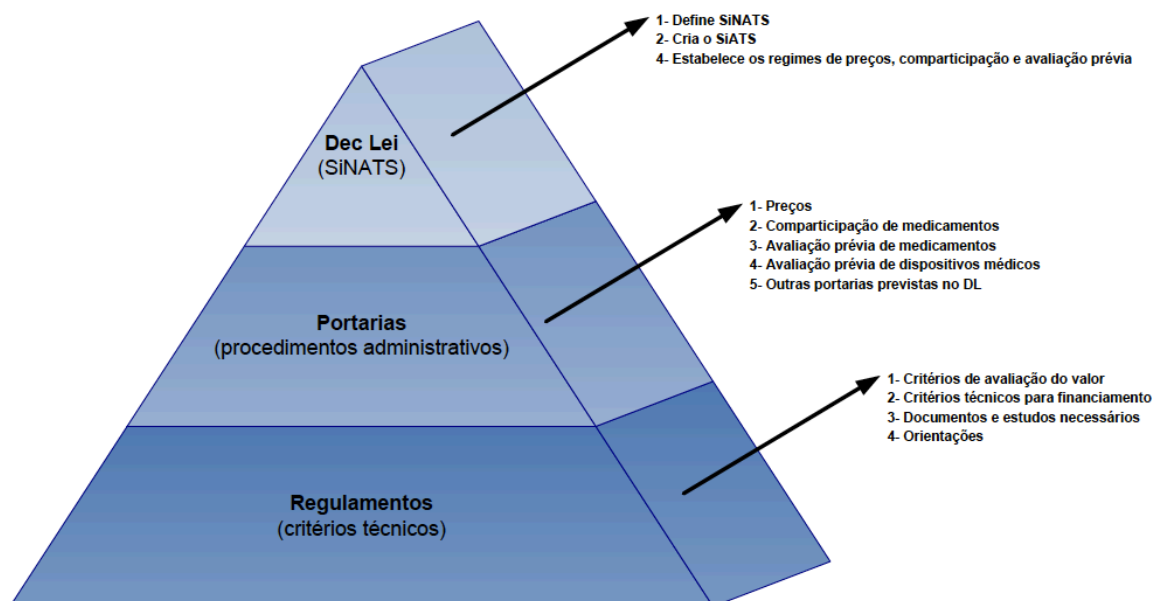 1- Define SiNATS
2- Cria o SiATS
4- Estabelece os regimes de preços, comparticipação e avaliação prévia
Dec Lei
(SiNATS)
1- Preços
2- Comparticipação de medicamentos
3- Avaliação prévia de medicamentos
4- Avaliação prévia de dispositivos médicos
5- Outras portarias previstas no DL
Portarias
(procedimentos administrativos)
1- Critérios de avaliação do valor
2- Critérios técnicos para financiamento
3- Documentos e estudos necessários
4- Orientações
Regulamentos
(critérios técnicos)